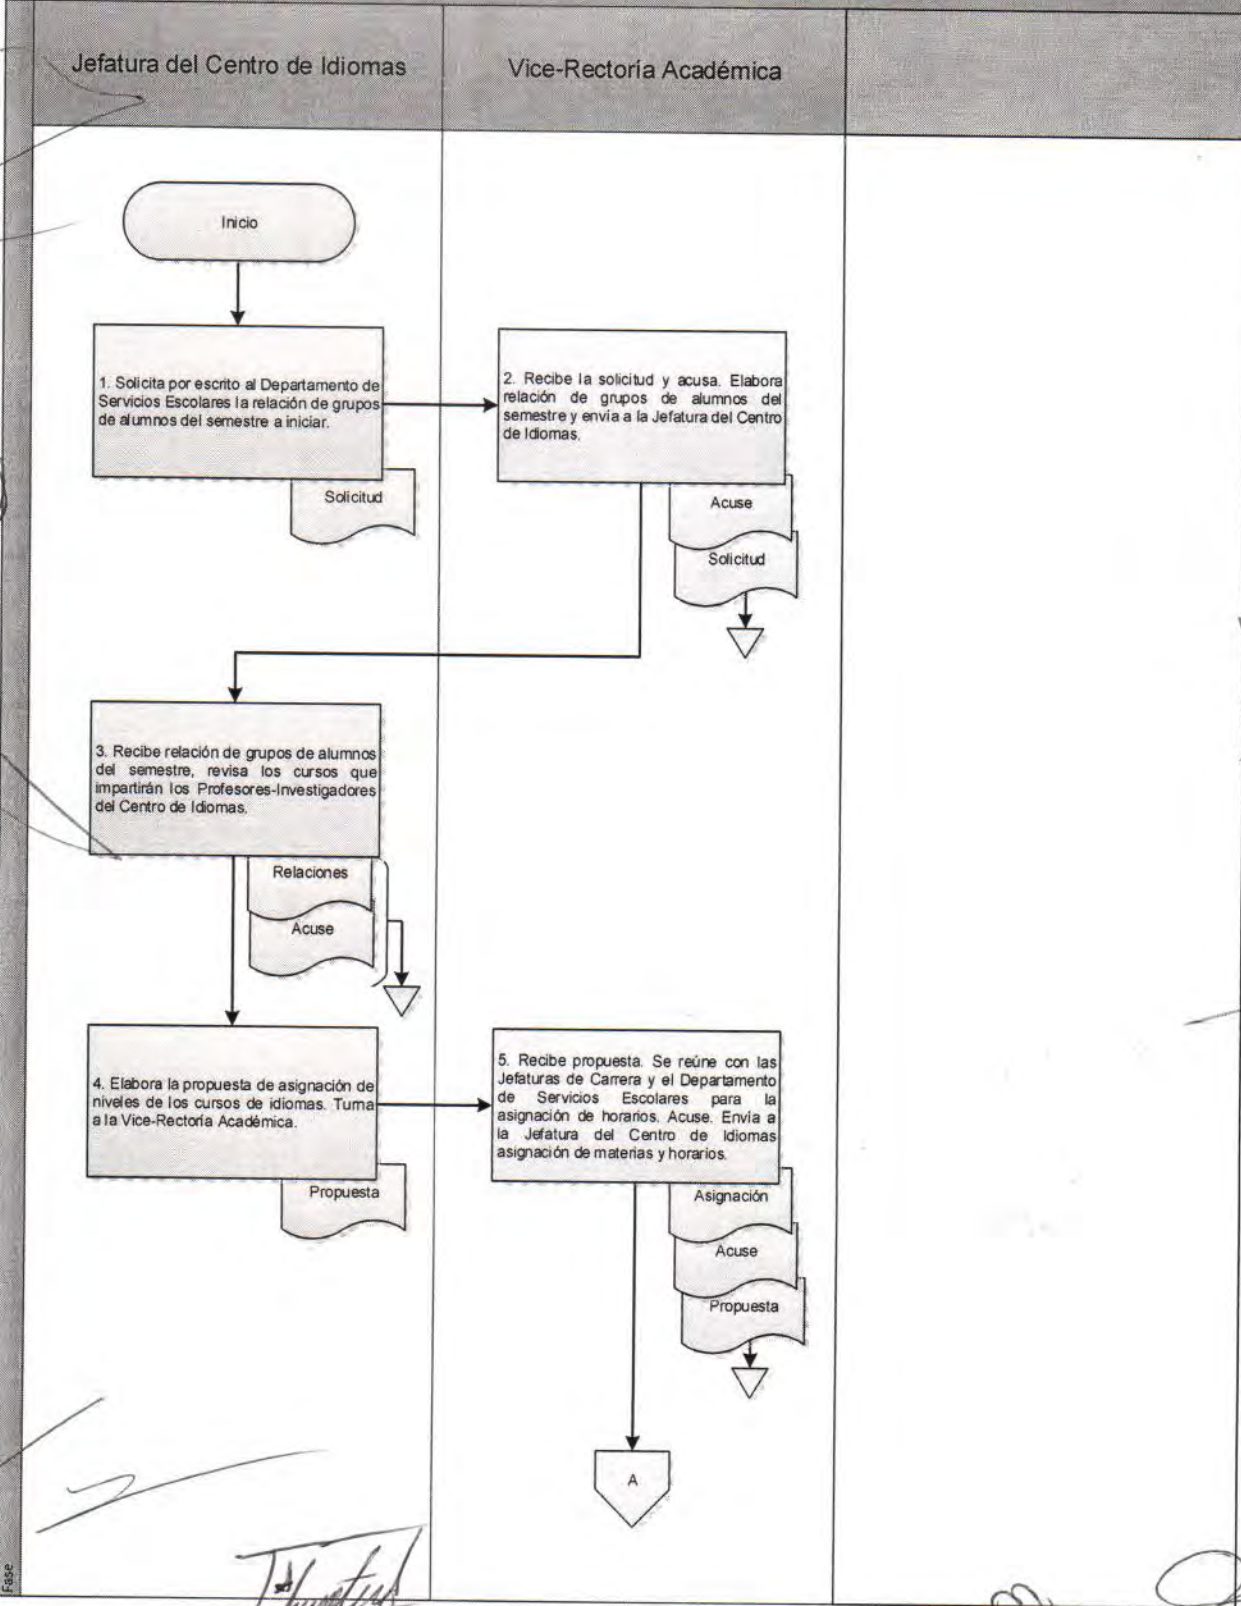 Jefatura del Centro de Idiomas
Vice-Rectoría Académica
Inicio
1. Solicita por escrito al Departamento de
Servicios Escolares la relación de grupos
de alumnos del semestre a iniciar.
Solicitud
2. Recibe la solicitud y acusa. Elabora
relación de grupos de alumnos del
semestre y envía a la Jefatura del Centro
de Idiomas.
Acuse
Solicitud
3. Recibe relación de grupos de alumnos
del semestre, revisa los cursos que
impartirán los Profesores-Investigadores
del Centro de Idiomas.
Relaciones
Acuse
4. Elabora la propuesta de asignación de
niveles de los cursos de idiomas. Turna
a la Vice-Rectoría Académica.
Propuesta
5. Recibe propuesta. Se reúne con las
Jefaturas de Carrera y el Departamento
de Servicios Escolares para la
asignación de horarios. Acuse. Envía a
la Jefatura del Centro de Idiomas
asignación de materias y horarios.
Asignación
Acuse
Propuesta
A
Fase